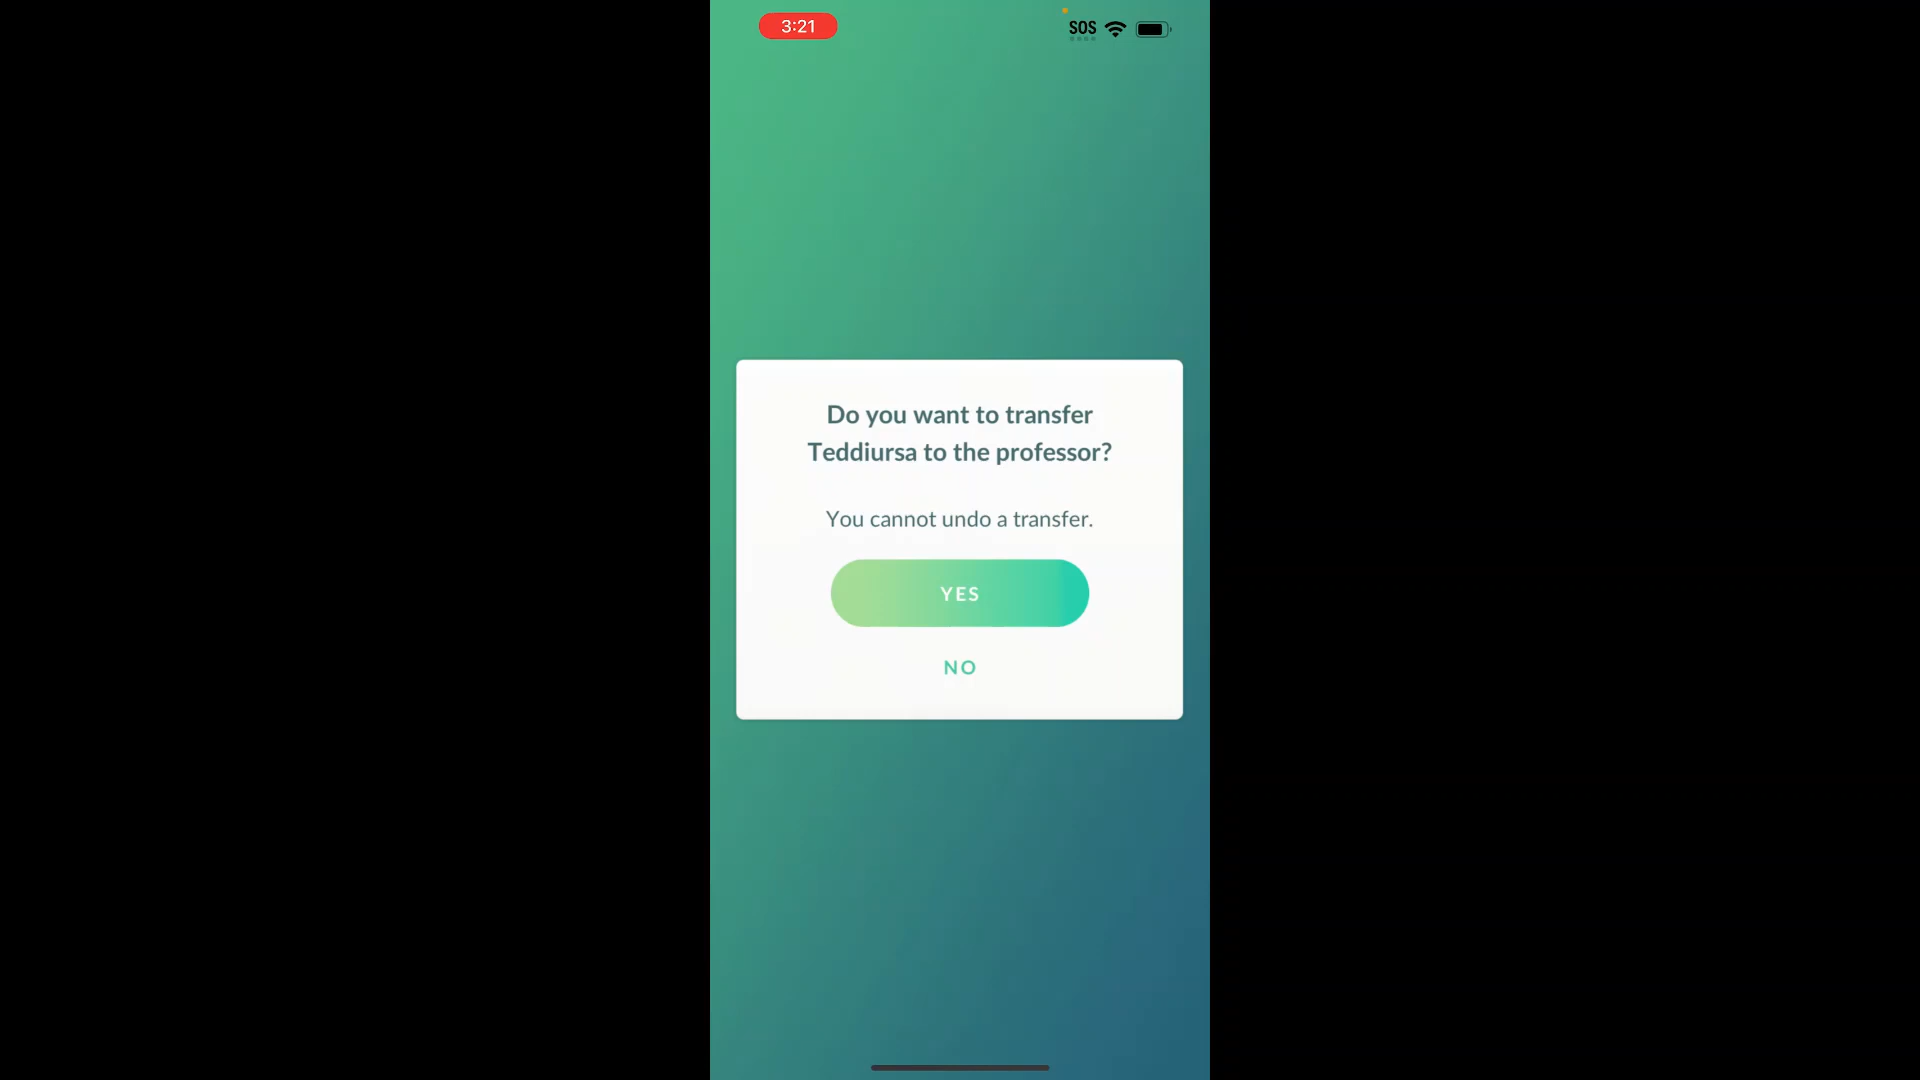 3:21
SOS
Do you want to transfer
Teddiursa to the professor?
You cannot undo a transfer.
YES
NO